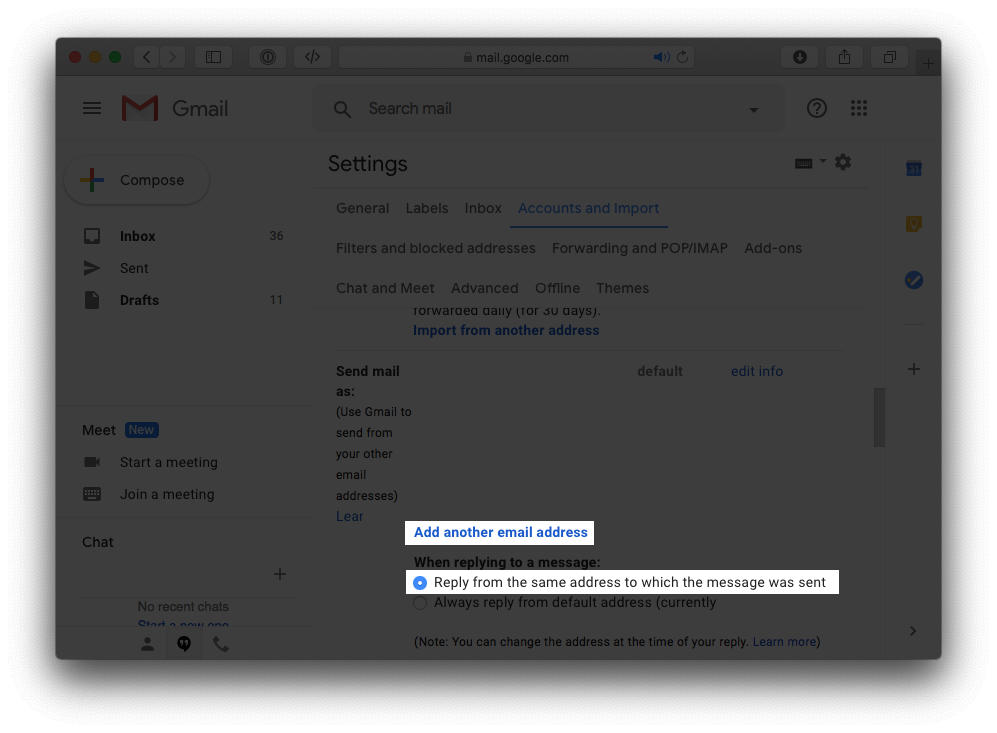 mail.google.com
Gmail
Search mail
Settings
Compose
General Labels Inbox Accounts and Import
Filters and blocked addresses Forwarding and POP/IMAP Add-ons
Chat and Meet Advanced Offline Themes
Inbox 36
Sent
Drafts 11
Meet New
Start a meeting
Join a meeting
Chat
No recent chats
Start a new one
31
forwarded daily (for 30 days).
Import from another address
Send mail
as:
(Use Gmail to
send from
your other
email
addresses)
Lear
default edit info
Add another email address
When replying to a message:
Reply from the same address to which the message was sent
Always reply from default address (currently
(Note: You can change the address at the time of your reply. Learn more)